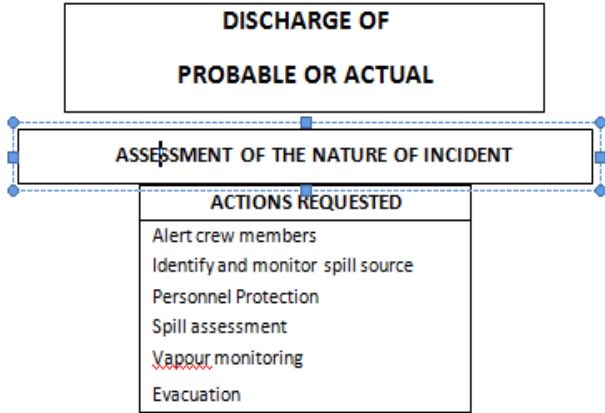 DISCHARGE OF
PROBABLE OR ACTUAL
ASSESSMENT OF THE NATURE OF INCIDENT
ACTIONS REQUESTED
Alert crew members
Identify and monitor spill source
Personnel Protection
Spill assessment
Vapour monitoring
Evacuation